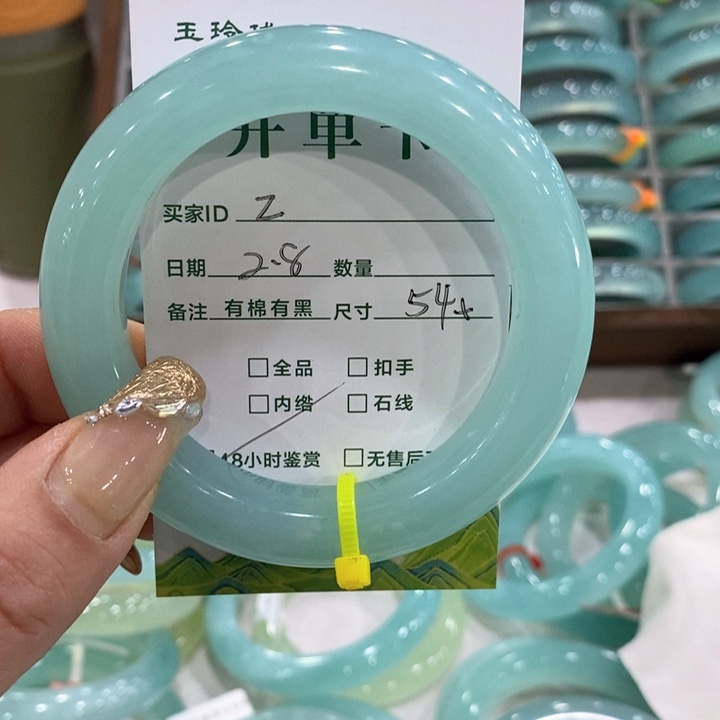 玉玲珑
开单卡
买家ID Z
日期 2.8 数量
备注 有棉有黑 尺寸 54+
□全品 □扣手
□内绺 □石线
48小时鉴赏 □无售后